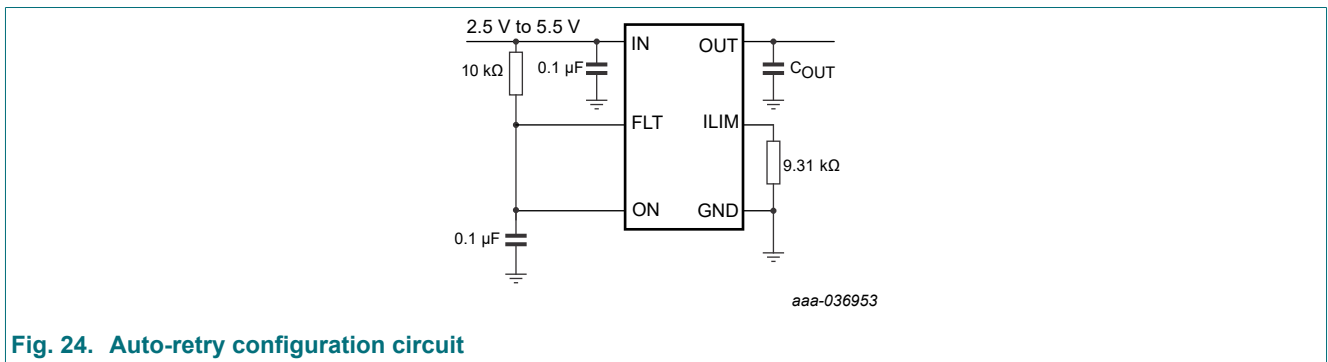 2.5 V to 5.5 V
IN
OUT
10 kΩ
0.1 µF
COUT
FLT
ILIM
9.31 kΩ
ON
GND
0.1 µF
aaa-036953
Fig. 24. Auto-retry configuration circuit